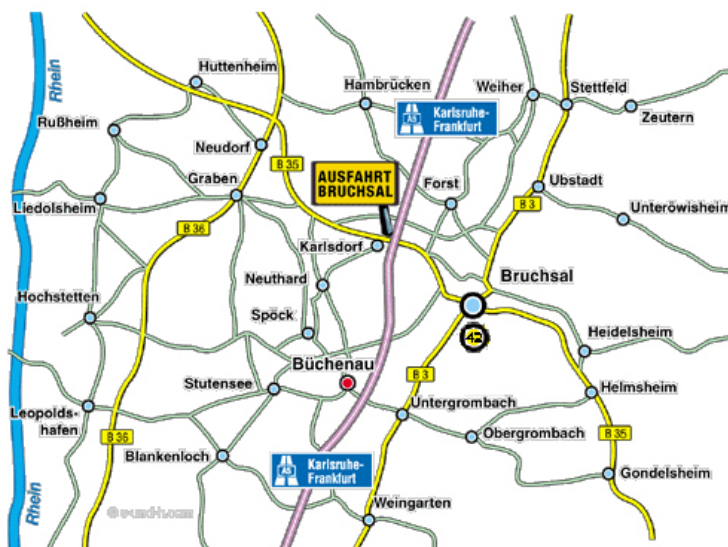 Huttenheim
Hambrücken
Weiher
Stettfeld
Rhein
A5
Karlsruhe-
Frankfurt
Zeutern
Rußheim
Neudorf
B 35
AUSFAHRT
BRUCHSAL
Graben
Forst
Ubstadt
Liedolsheim
B 3
Unteröwisheim
B 36
Karlsdorf
Bruchsal
Neuthard
Hochstetten
Spöck
42
Heidelsheim
Büchenau
B 3
Stutensee
Helmsheim
Leopolds-
hafen
Untergrombach
B 36
Obergrombach
B 35
Blankenloch
A5
Karlsruhe-
Frankfurt
Gondelsheim
Rhein
Weingarten